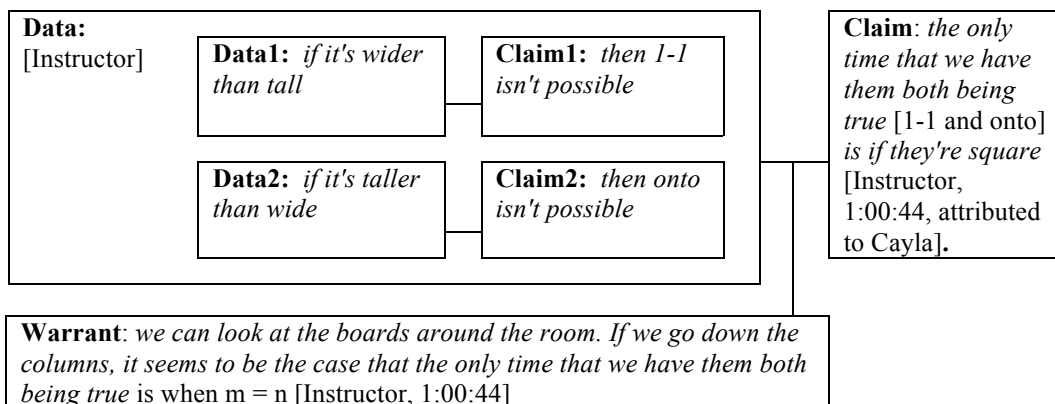 Data:
[Instructor]
Data1: if it's wider
than tall
Claim1: then 1-1
isn't possible
Data2: if it's taller
than wide
Claim2: then onto
isn't possible
Claim: the only
time that we have
them both being
true [1-1 and onto]
is if they're square
[Instructor,
1:00:44, attributed
to Cayla].
Warrant: we can look at the boards around the room. If we go down the
columns, it seems to be the case that the only time that we have them both
being true is when m = n [Instructor, 1:00:44]